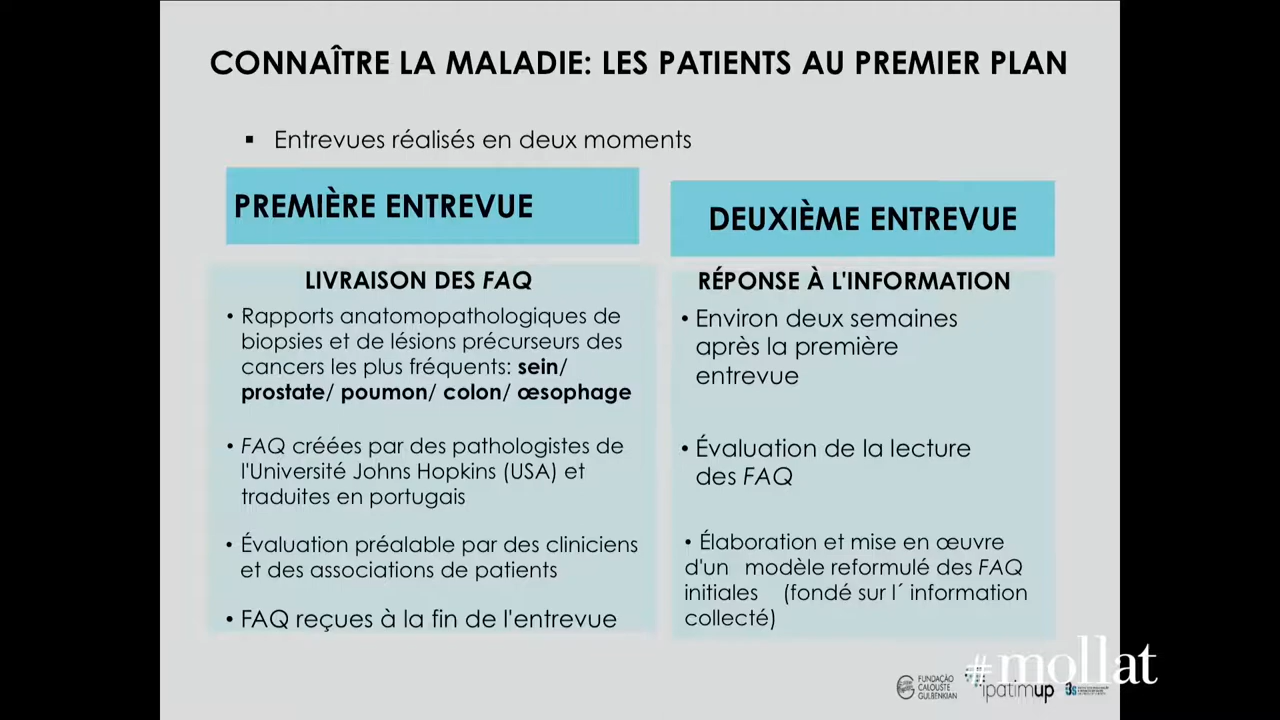 CONNAÎTRE LA MALADIE: LES PATIENTS AU PREMIER PLAN
▪ Entrevues réalisés en deux moments
PREMIÈRE ENTREVUE
LIVRAISON DES FAQ
• Rapports anatomopathologiques de
biopsies et de lésions précurseurs des
cancers les plus fréquents: sein/
prostate/ poumon/ colon/ œsophage
• FAQ créées par des pathologistes de
l'Université Johns Hopkins (USA) et
traduites en portugais
• Évaluation préalable par des cliniciens
et des associations de patients
• FAQ reçues à la fin de l'entrevue
DEUXIÈME ENTREVUE
RÉPONSE À L'INFORMATION
• Environ deux semaines
après la première
entrevue
• Évaluation de la lecture
des FAQ
• Élaboration et mise en œuvre
d'un modèle reformulé des FAQ
initiales (fondé sur l´ information
collecté)
FUNDAÇÃO
CALOUSTE
GULBENKIAN
ipatimup
i3s
#mollat